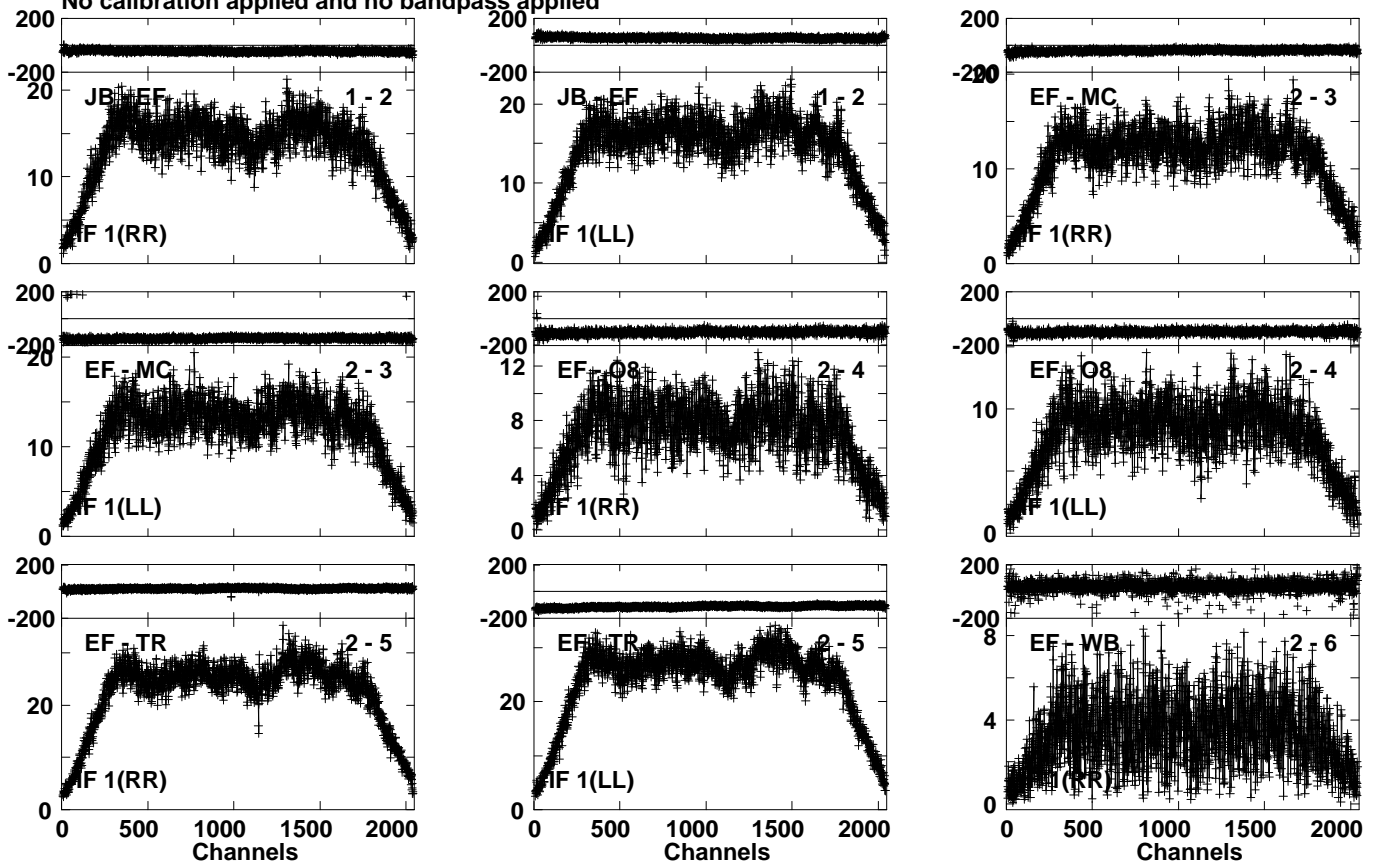 No calibration applied and no bandpass applied
200
-200
20
10
0
JB - EF
1 - 2
IF 1(RR)
200
-200
20
10
0
JB - EF
1 - 2
IF 1(LL)
200
-200
20
10
0
EF - MC
2 - 3
IF 1(RR)
200
-200
20
10
0
EF - MC
2 - 3
IF 1(LL)
200
-200
12
8
4
0
EF - O8
2 - 4
IF 1(RR)
200
-200
10
0
EF - O8
2 - 4
IF 1(LL)
200
-200
20
0
EF - TR
2 - 5
IF 1(RR)
0 500 1000 1500 2000
Channels
200
-200
20
0
EF - TR
2 - 5
IF 1(LL)
0 500 1000 1500 2000
Channels
200
-200
8
4
0
EF - WB
2 - 6
1(RR)
0 500 1000 1500 2000
Channels